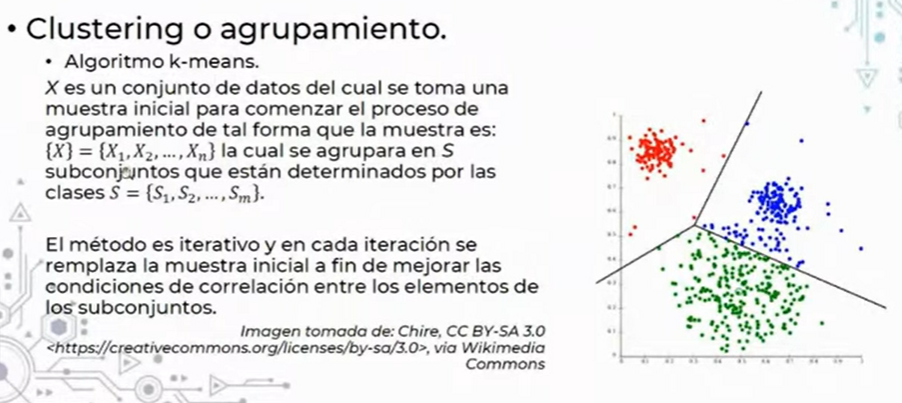 • Clustering o agrupamiento.
• Algoritmo k-means.
X es un conjunto de datos del cual se toma una
muestra inicial para comenzar el proceso de
agrupamiento de tal forma que la muestra es:
{X} = {X₁, X₂, ..., Xₙ} la cual se agrupara en S
subconjuntos que están determinados por las
clases S = {S₁, S₂, ..., Sₘ}.
El método es iterativo y en cada iteración se
remplaza la muestra inicial a fin de mejorar las
condiciones de correlación entre los elementos de
los subconjuntos.
Imagen tomada de: Chire, CC BY-SA 3.0
<https://creativecommons.org/licenses/by-sa/3.0>, via Wikimedia
Commons